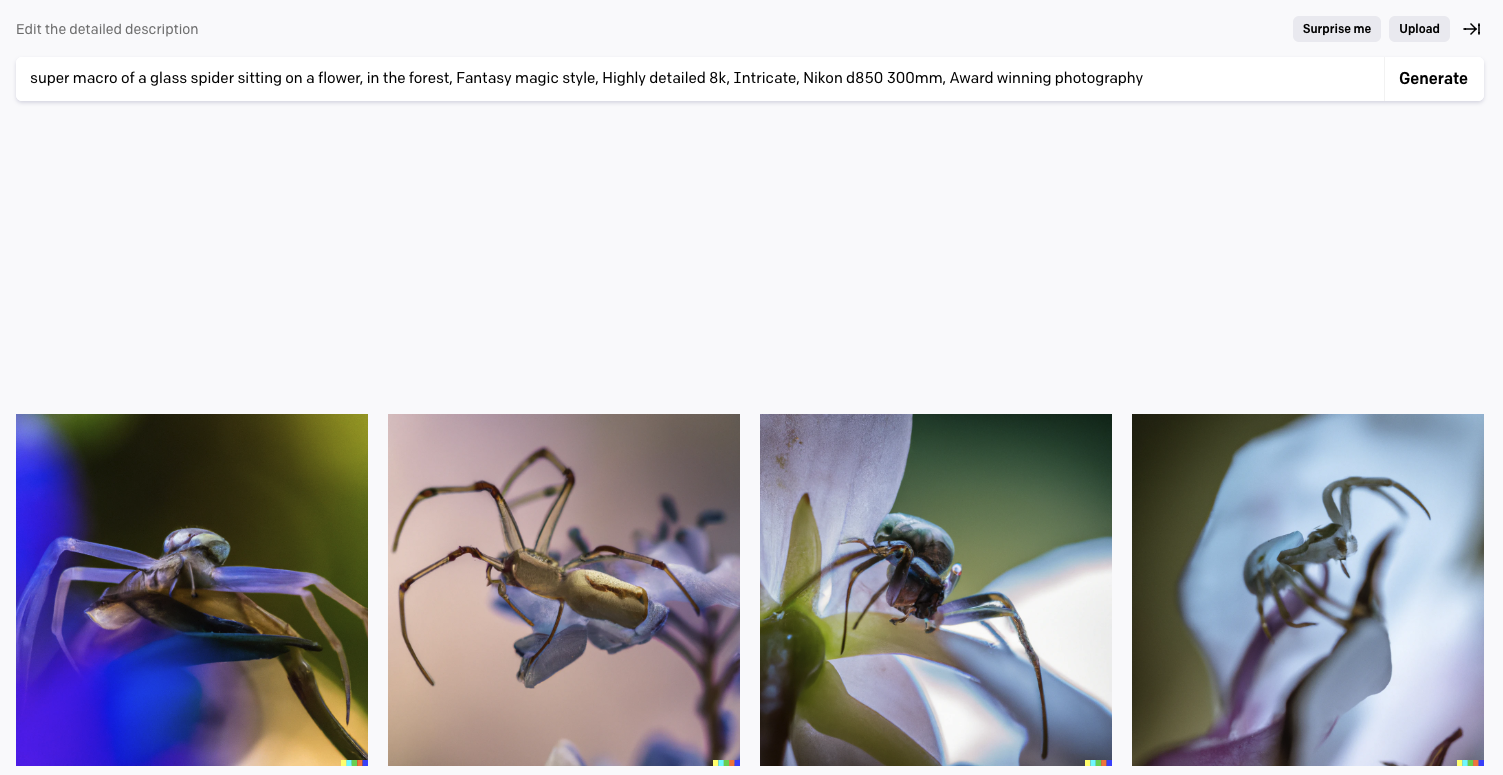 Edit the detailed description
Surprise me
Upload
super macro of a glass spider sitting on a flower, in the forest, Fantasy magic style, Highly detailed 8k, Intricate, Nikon d850 300mm, Award winning photography
Generate